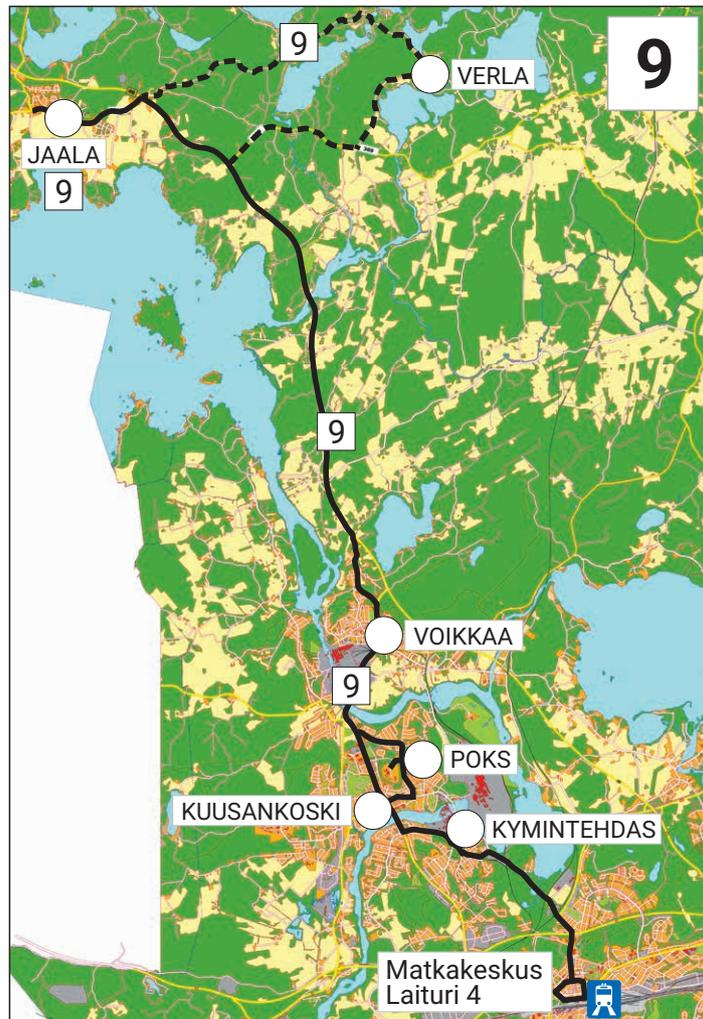 9
9
VERLA
JAALA
9
9
VOIKKAA
9
POKS
KUUSANKOSKI
KYMINTEHDAS
Matkakeskus
Laituri 4